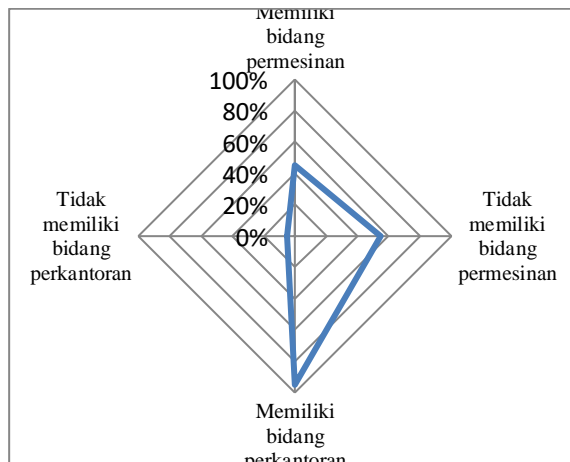 Memiliki
bidang
permesinan
100%
80%
60%
40%
20%
0%
Tidak
memiliki
bidang
perkantoran
Tidak
memiliki
bidang
permesinan
Memiliki
bidang
perkantoran